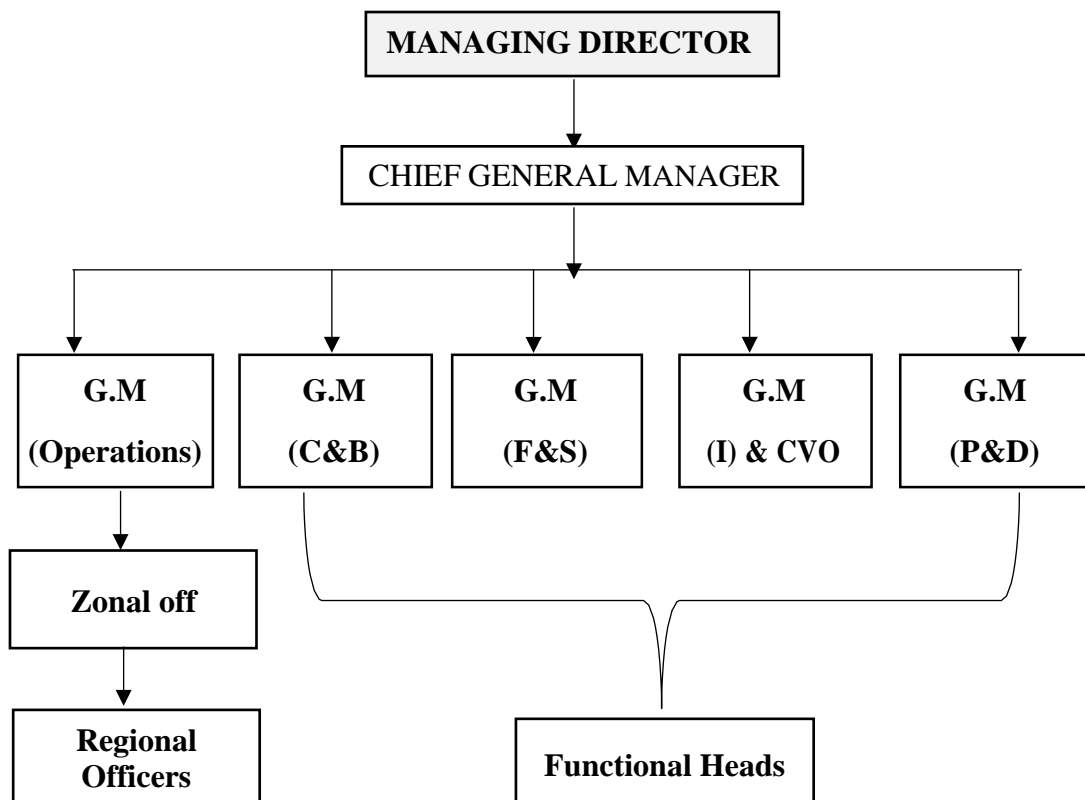 MANAGING DIRECTOR
CHIEF GENERAL MANAGER
G.M
(Operations)
G.M
(C&B)
G.M
(F&S)
G.M
(I) & CVO
G.M
(P&D)
Zonal off
Regional
Officers
Functional Heads